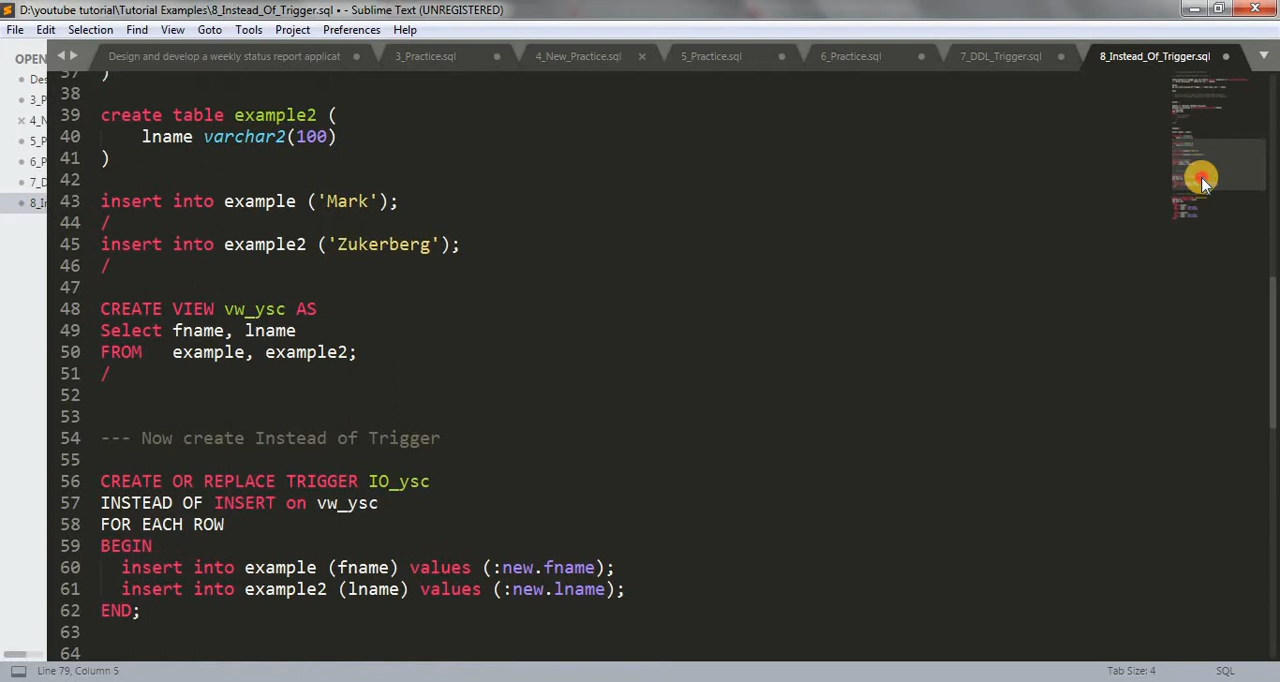 D:\youtube tutorial\Tutorial Examples\8_Instead_Of_Trigger.sql • - Sublime Text (UNREGISTERED)
File Edit Selection View Goto Tools Project Preferences Help
OPEN Design and develop a weekly status report applicat 3_Practice.sql 4_New_Practice.sql 5_Practice.sql 6_Practice.sql 7_DDL_Trigger.sql 8_Instead_Of_Trigger.sql
37 )
38
39 create table example2 (
40 lname varchar2(100)
41 )
42
43 insert into example ('Mark');
44 /
45 insert into example2 ('Zukerberg');
46 /
47
48 CREATE VIEW vw_ysc AS
49 Select fname, lname
50 FROM example, example2;
51 /
52
53
54 --- Now create Instead of Trigger
55
56 CREATE OR REPLACE TRIGGER IO_ysc
57 INSTEAD OF INSERT on vw_ysc
58 FOR EACH ROW
59 BEGIN
60 insert into example (fname) values (:new.fname);
61 insert into example2 (lname) values (:new.lname);
62 END;
63
64
Line 79, Column 5 Tab Size: 4 SQL